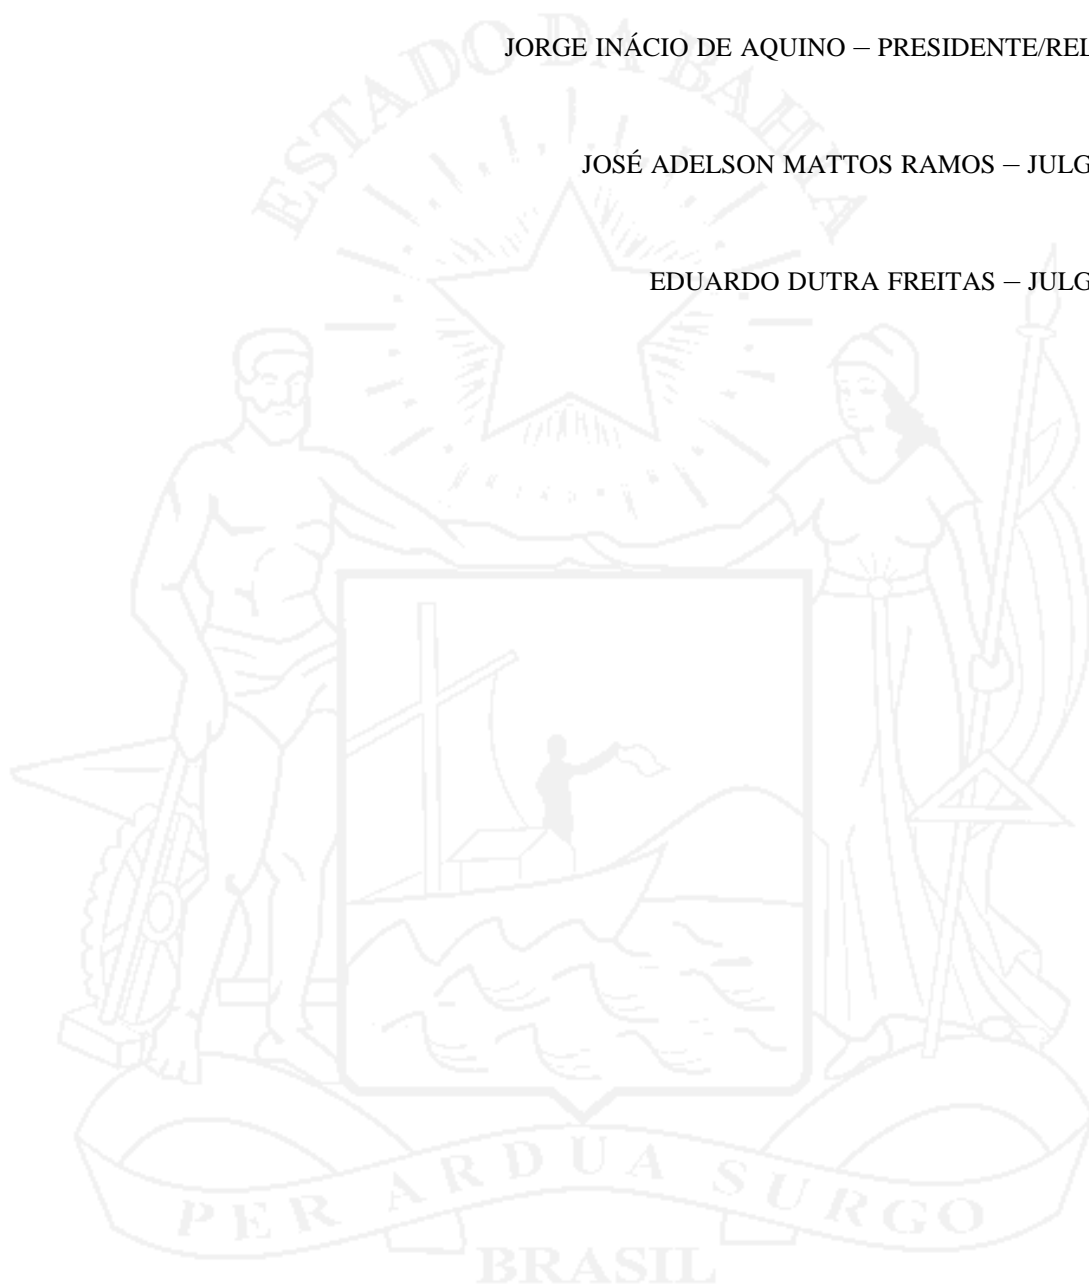 JORGE INÁCIO DE AQUINO – PRESIDENTE/REL
JOSÉ ADELSON MATTOS RAMOS – JULG
EDUARDO DUTRA FREITAS – JULG
ESTADO DA BAHIA
PER ARDUA SURGO
BRASIL